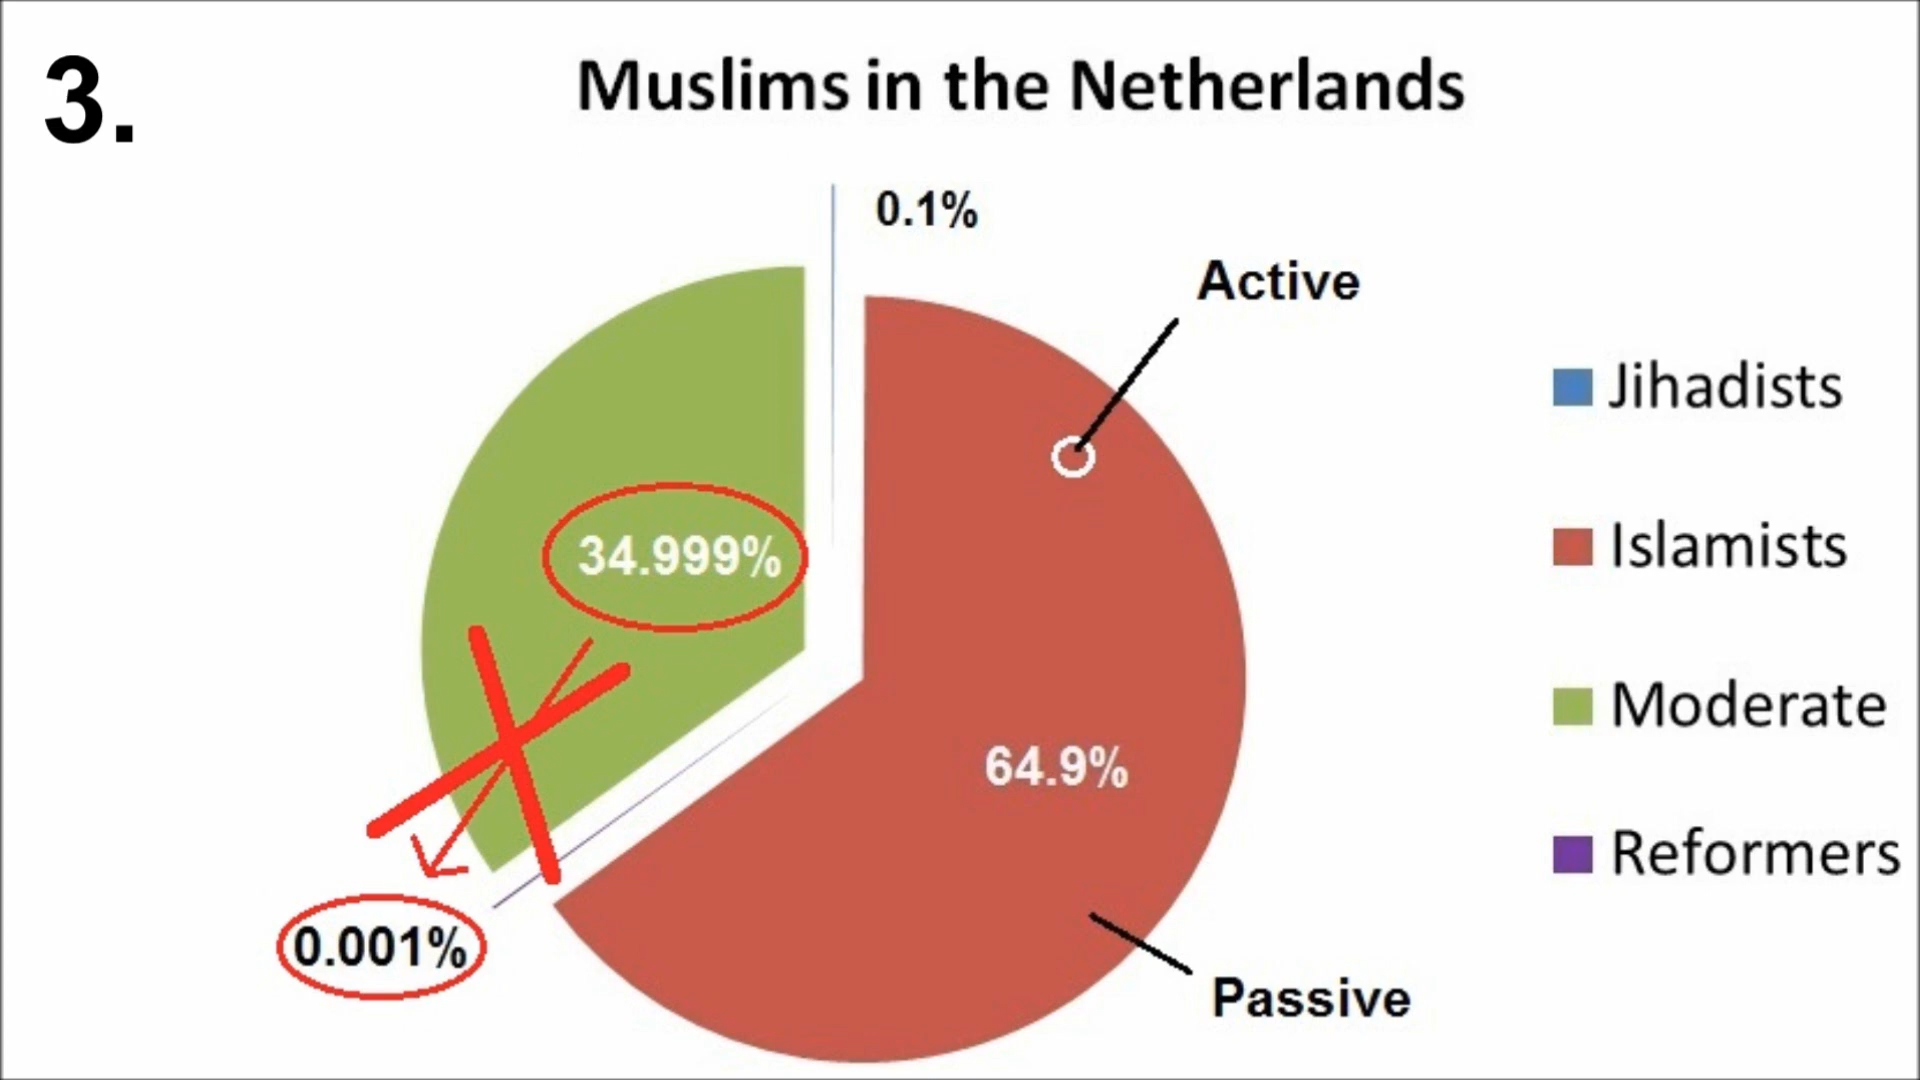 3.
Muslims in the Netherlands
0.1%
Active
Jihadists
34.999%
Islamists
64.9%
Moderate
Reformers
0.001%
Passive